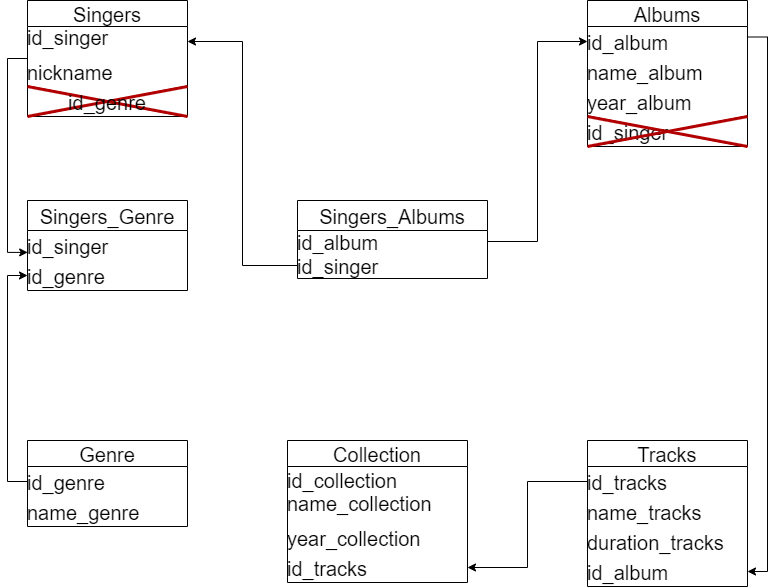 Singers
id_singer
nickname
id_genre
Albums
id_album
name_album
year_album
id_singer
Singers_Genre
id_singer
id_genre
Singers_Albums
id_album
id_singer
Genre
id_genre
name_genre
Collection
id_collection
name_collection
year_collection
id_tracks
Tracks
id_tracks
name_tracks
duration_tracks
id_album